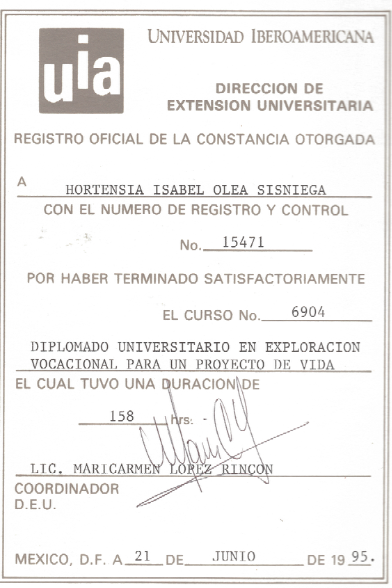 uia
UNIVERSIDAD IBEROAMERICANA
DIRECCION DE
EXTENSION UNIVERSITARIA
REGISTRO OFICIAL DE LA CONSTANCIA OTORGADA
A HORTENSIA ISABEL OLEA SISNIEGA
CON EL NUMERO DE REGISTRO Y CONTROL
No. 15471
POR HABER TERMINADO SATISFACTORIAMENTE
EL CURSO No. 6904
DIPLOMADO UNIVERSITARIO EN EXPLORACION
VOCACIONAL PARA UN PROYECTO DE VIDA
EL CUAL TUVO UNA DURACION DE
158 hrs.-
LIC. MARICARMEN LOPEZ RINCON
COORDINADOR
D.E.U.
MEXICO, D.F. A 21 DE JUNIO DE 1995.